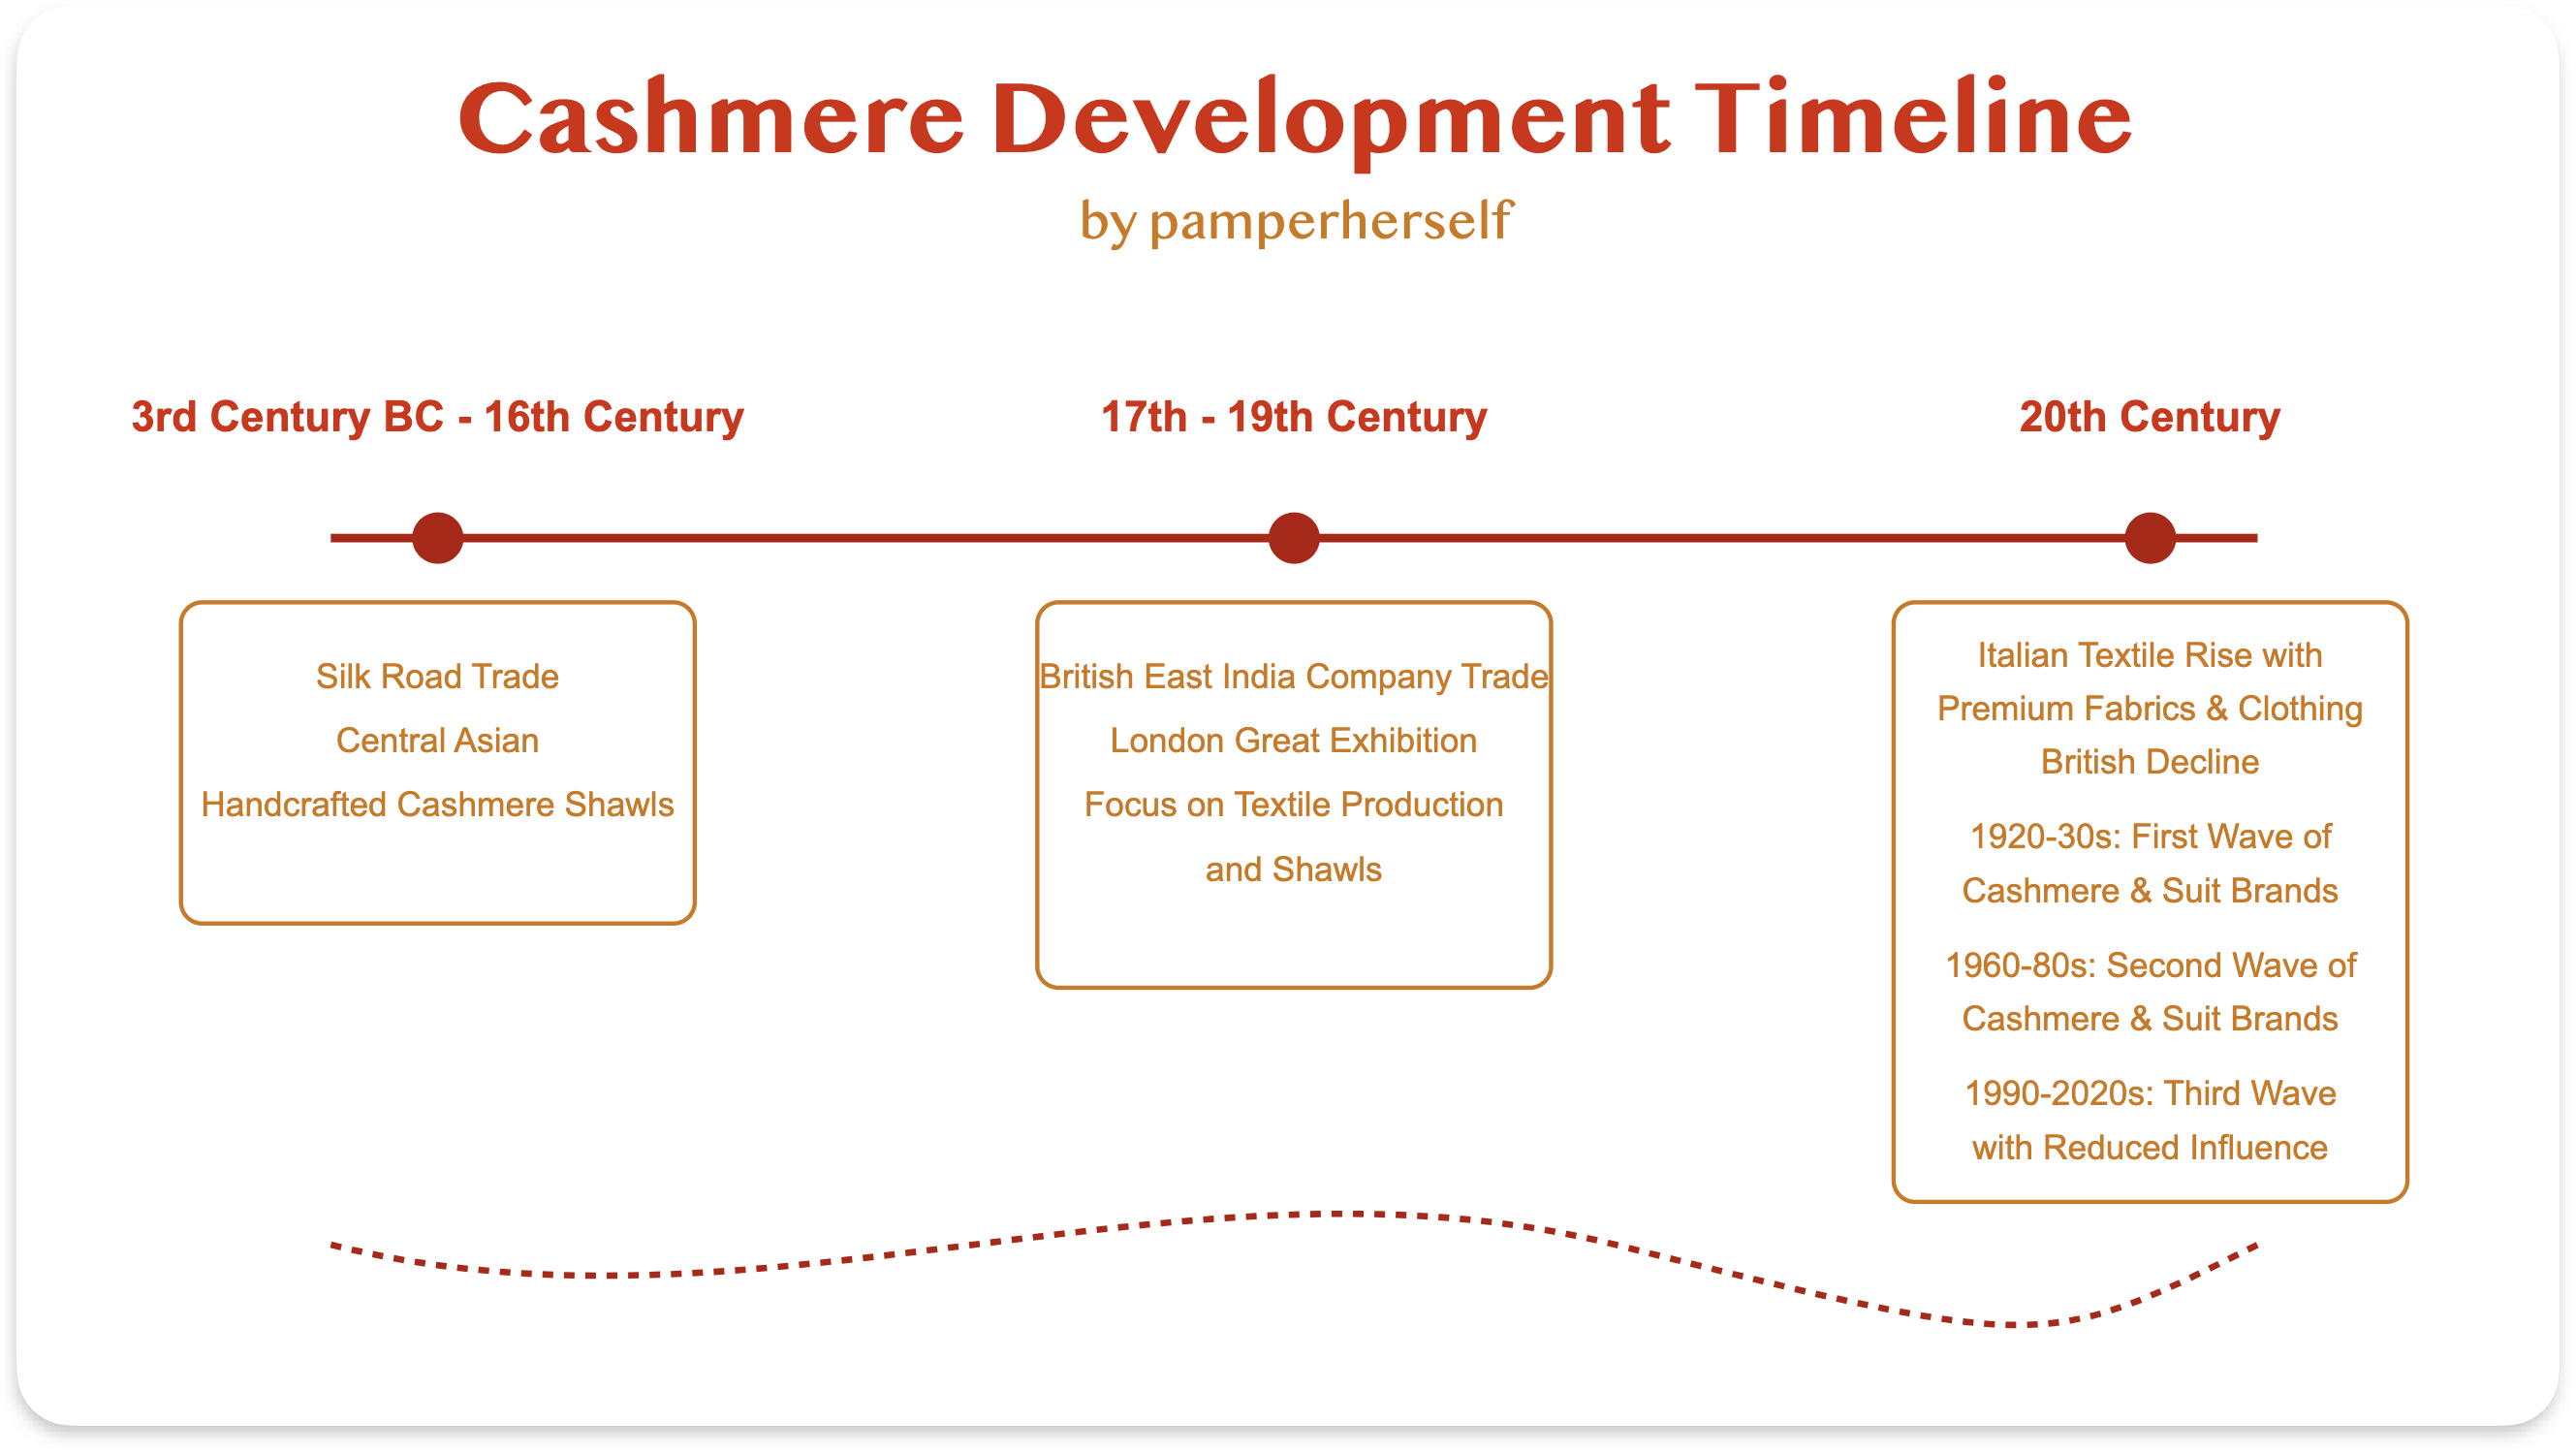 Cashmere Development Timeline
by pamperherself
3rd Century BC - 16th Century
Silk Road Trade
Central Asian
Handcrafted Cashmere Shawls
17th - 19th Century
British East India Company Trade
London Great Exhibition
Focus on Textile Production
and Shawls
20th Century
Italian Textile Rise with
Premium Fabrics & Clothing
British Decline
1920-30s: First Wave of
Cashmere & Suit Brands
1960-80s: Second Wave of
Cashmere & Suit Brands
1990-2020s: Third Wave
with Reduced Influence